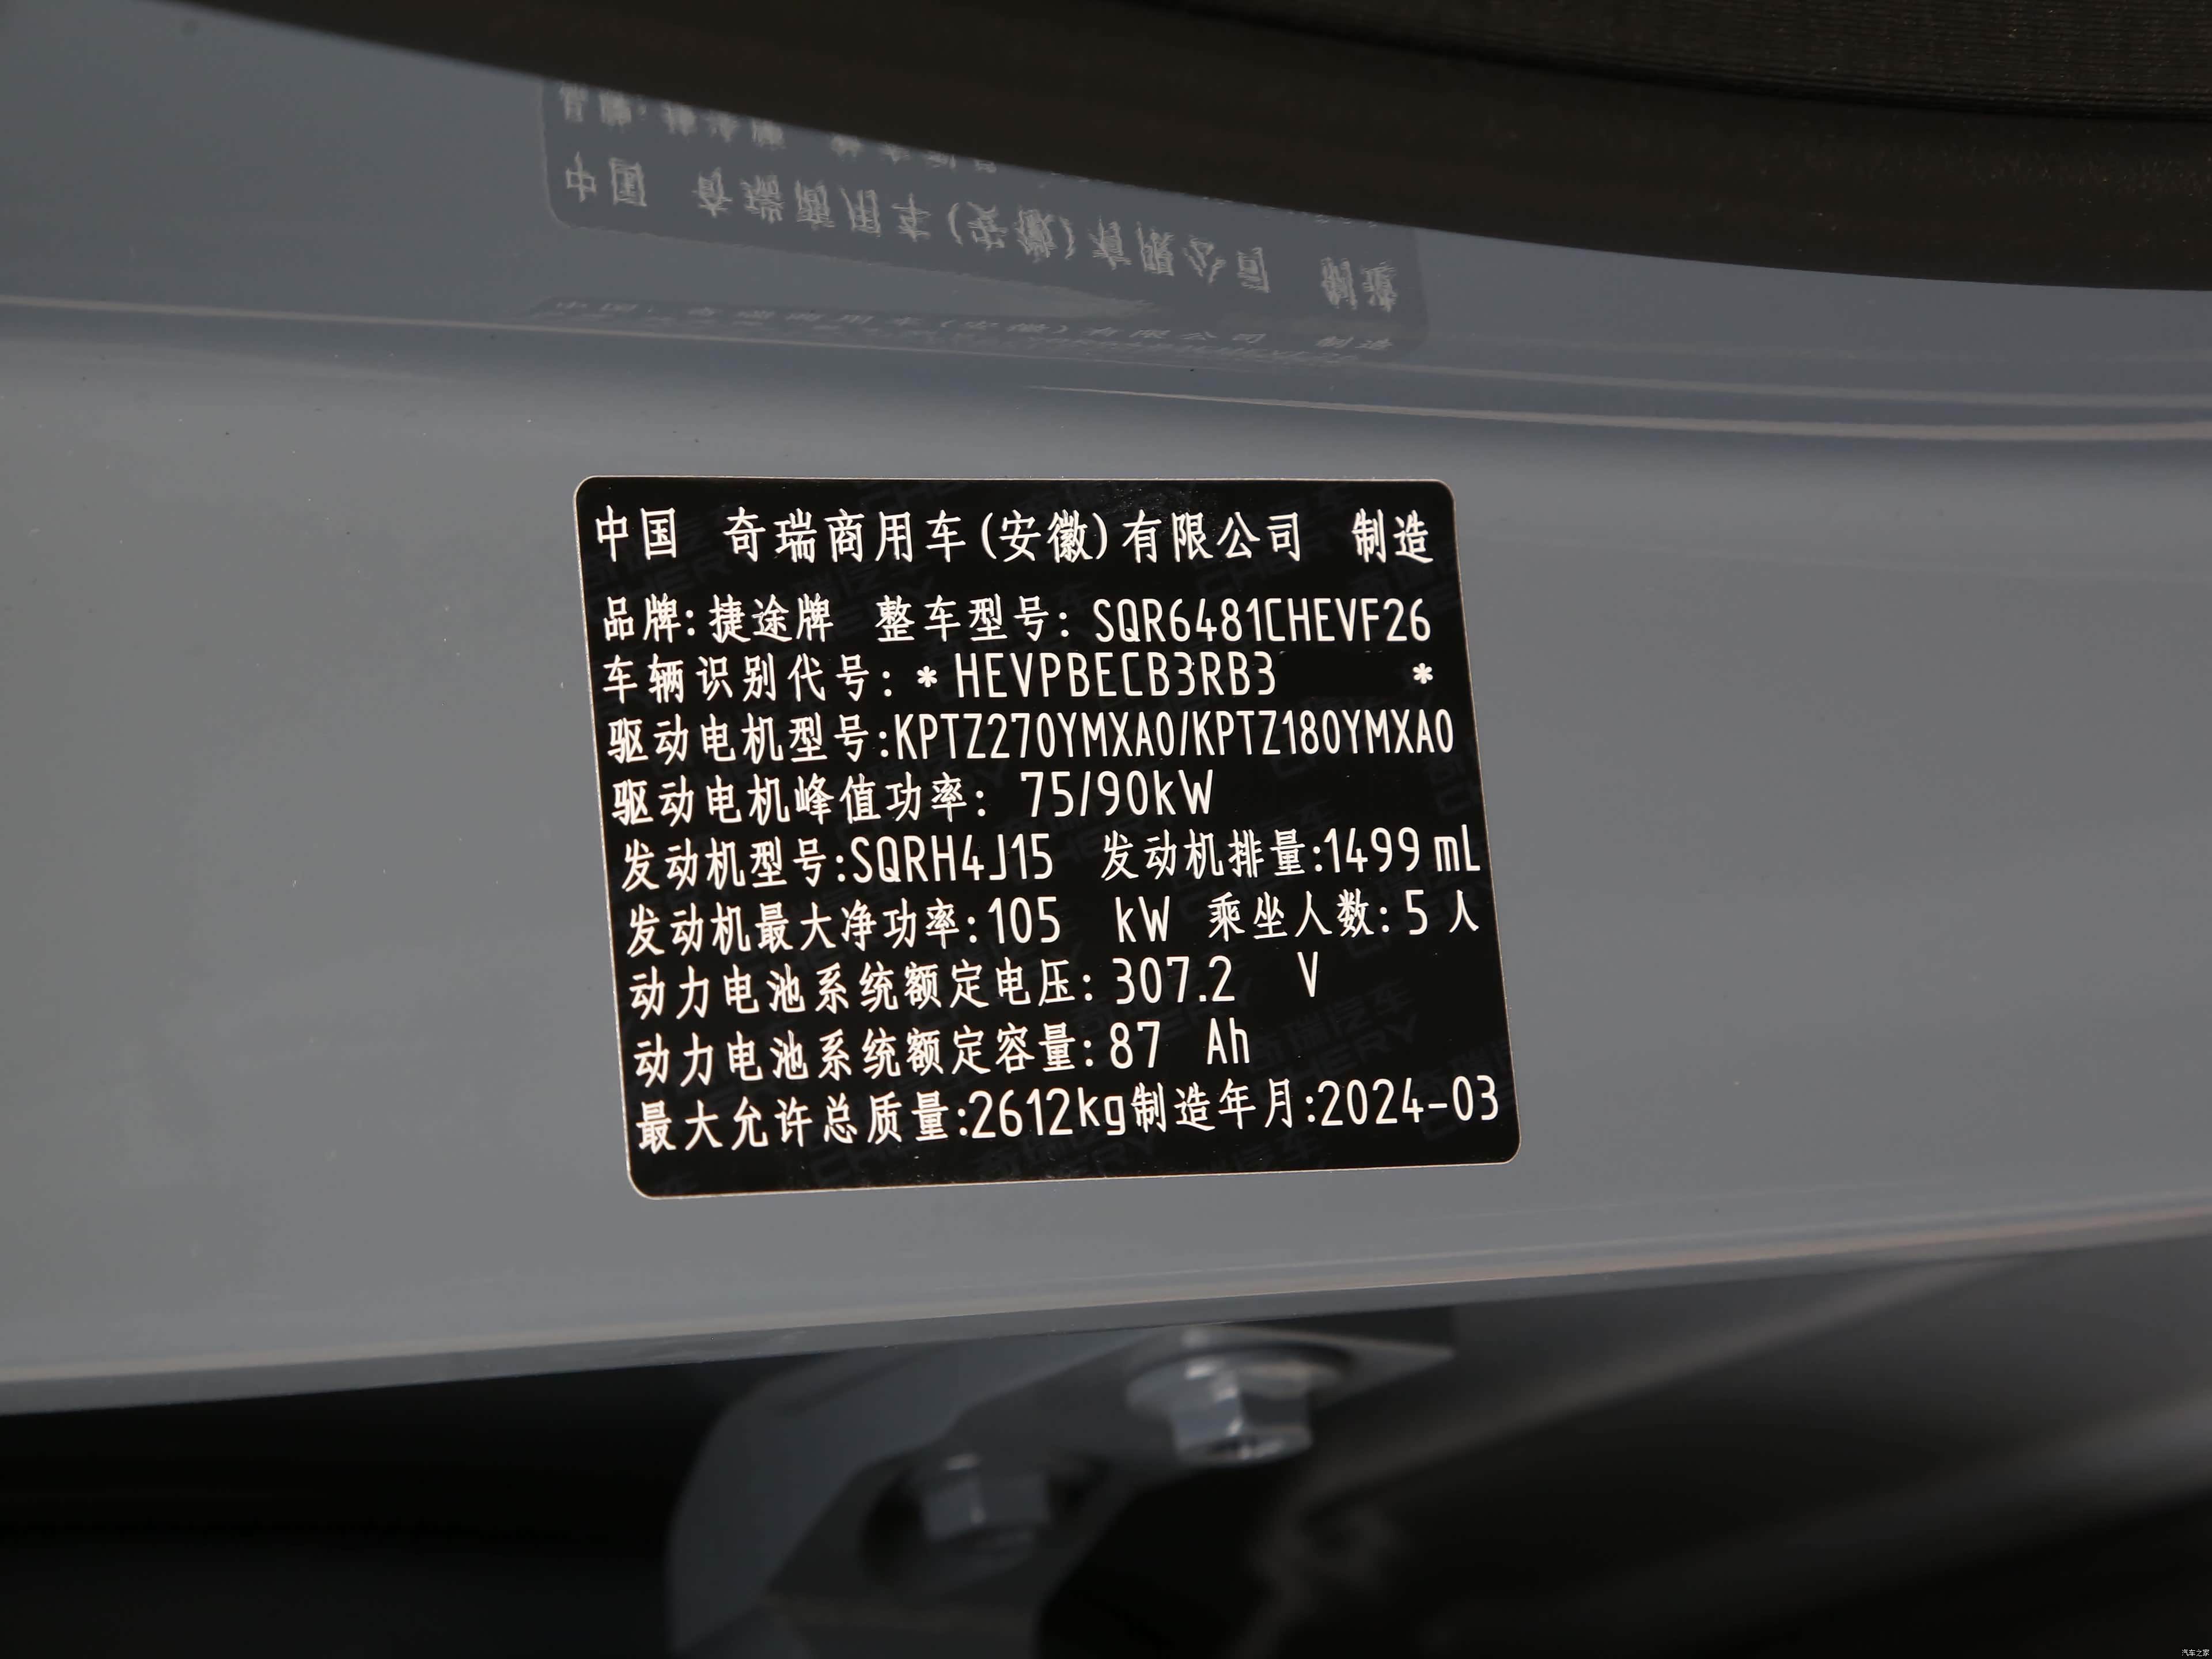 中国 奇瑞商用车(安徽)有限公司 制造
品牌:捷途牌 整车型号: SQR6481CHEVF26
车辆识别代号: *HEVPBECB3RB3 *
驱动电机型号:KPTZ270YMXA0/KPTZ180YMXA0
驱动电机峰值功率: 75/90kW
发动机型号:SQRH4J15 发动机排量:1499 mL
发动机最大净功率:105 kW 乘坐人数:5 人
动力电池系统额定电压: 307.2 V
动力电池系统额定容量: 87 Ah
最大允许总质量:2612kg制造年月:2024-03
汽车之家